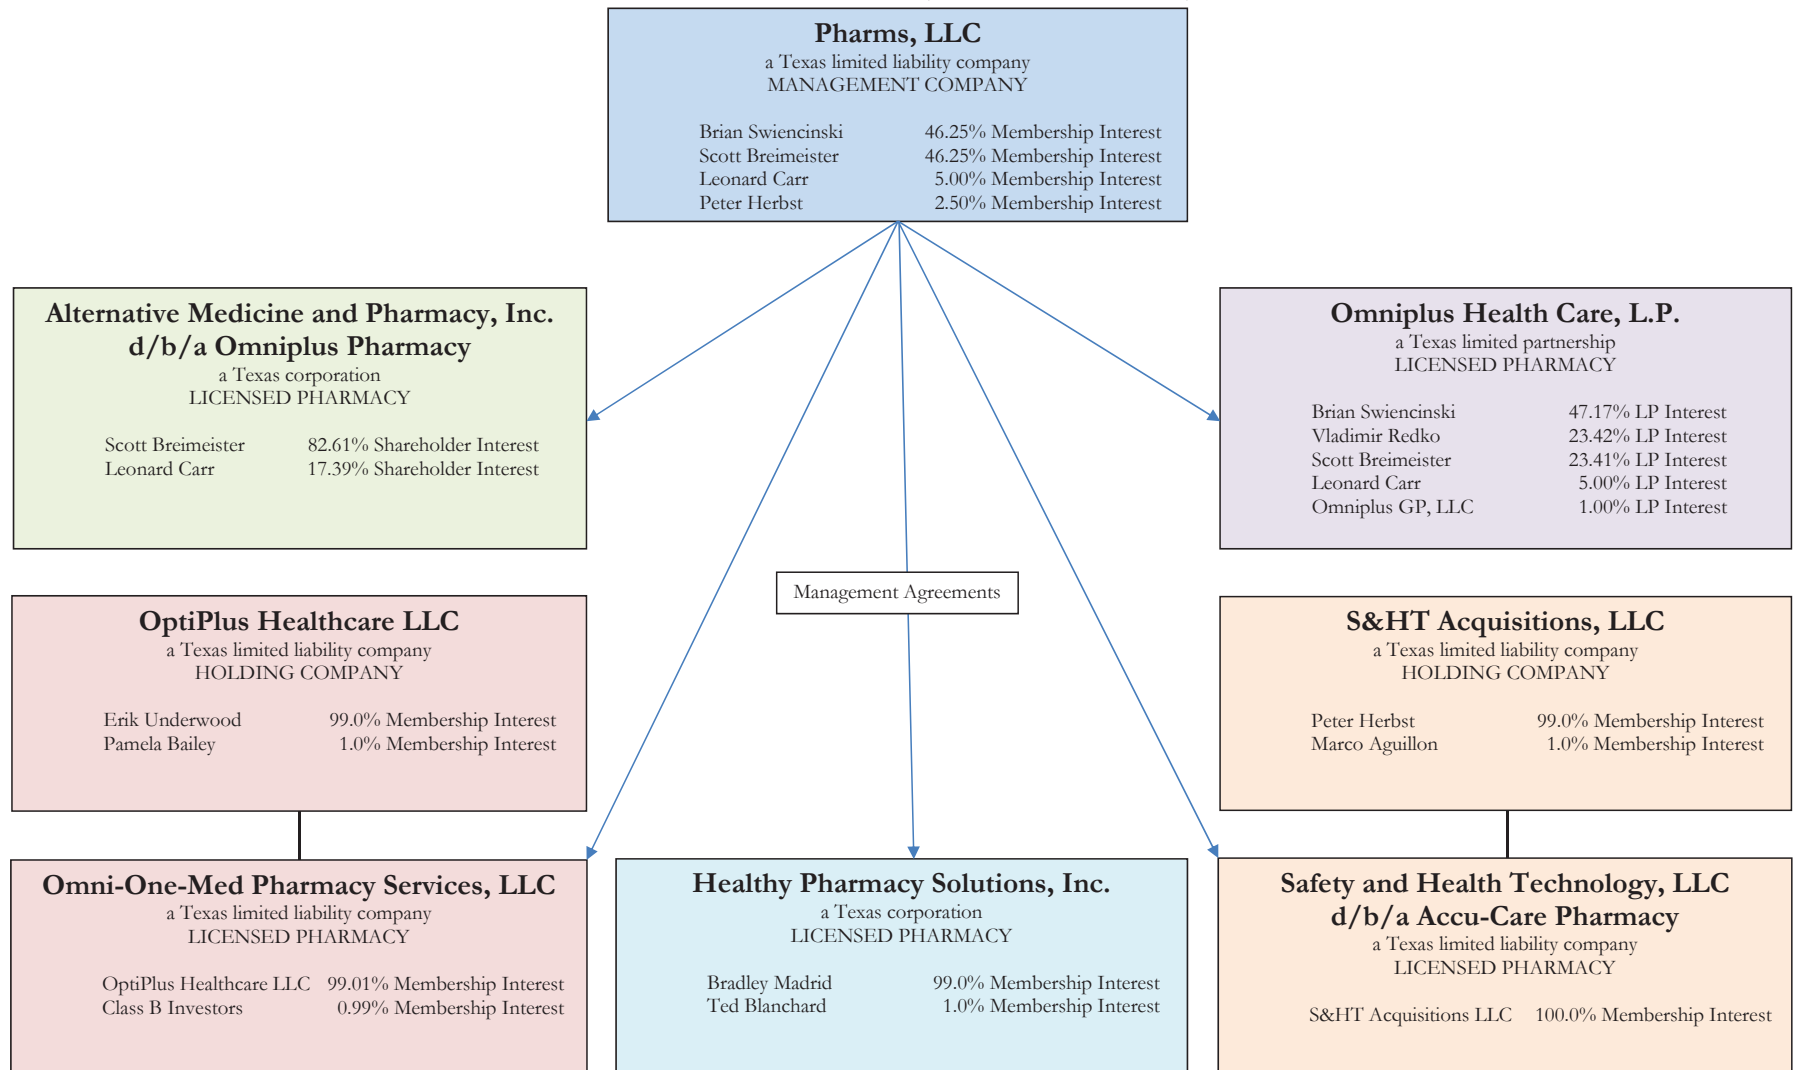 Pharms, LLC
a Texas limited liability company
MANAGEMENT COMPANY
Brian Swiencinski 46.25% Membership Interest
Scott Breimeister 46.25% Membership Interest
Leonard Carr 5.00% Membership Interest
Peter Herbst 2.50% Membership Interest
Alternative Medicine and Pharmacy, Inc.
d/b/a Omniplus Pharmacy
a Texas corporation
LICENSED PHARMACY
Scott Breimeister 82.61% Shareholder Interest
Leonard Carr 17.39% Shareholder Interest
Omniplus Health Care, L.P.
a Texas limited partnership
LICENSED PHARMACY
Brian Swiencinski 47.17% LP Interest
Vladimir Redko 23.42% LP Interest
Scott Breimeister 23.41% LP Interest
Leonard Carr 5.00% LP Interest
Omniplus GP, LLC 1.00% LP Interest
Management Agreements
OptiPlus Healthcare LLC
a Texas limited liability company
HOLDING COMPANY
Erik Underwood 99.0% Membership Interest
Pamela Bailey 1.0% Membership Interest
S&HT Acquisitions, LLC
a Texas limited liability company
HOLDING COMPANY
Peter Herbst 99.0% Membership Interest
Marco Aguillon 1.0% Membership Interest
Omni-One-Med Pharmacy Services, LLC
a Texas limited liability company
LICENSED PHARMACY
OptiPlus Healthcare LLC 99.01% Membership Interest
Class B Investors 0.99% Membership Interest
Healthy Pharmacy Solutions, Inc.
a Texas corporation
LICENSED PHARMACY
Bradley Madrid 99.0% Membership Interest
Ted Blanchard 1.0% Membership Interest
Safety and Health Technology, LLC
d/b/a Accu-Care Pharmacy
a Texas limited liability company
LICENSED PHARMACY
S&HT Acquisitions LLC 100.0% Membership Interest